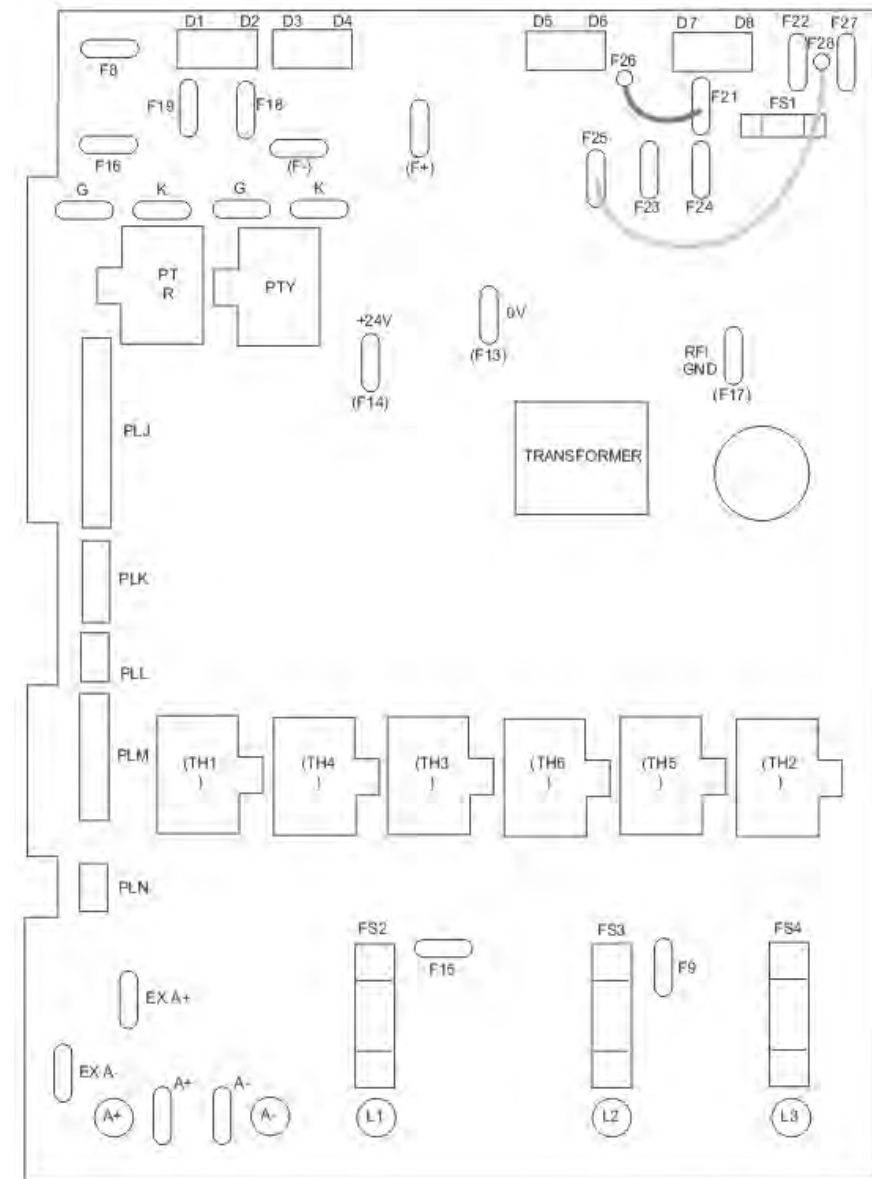 D1 D2 D3 D4 D5 D6 D7 D8 F22 F27
F28
F8
F26
F21
F19
F18
FS1
F25
F16
(F-)
(F+)
G K G K
F23 F24
PT
R
PTY
+24V
0V
(F13)
RFI
GND
(F14)
(F17)
PLJ
TRANSFORMER
PLK
PLL
PLM
(TH1
)
(TH4
)
(TH3
)
(TH6
)
(TH5
)
(TH2
)
PLN
FS2 FS3 FS4
F15
F9
EX A+
EX A-
A+ A-
A+ A- L1 L2 L3